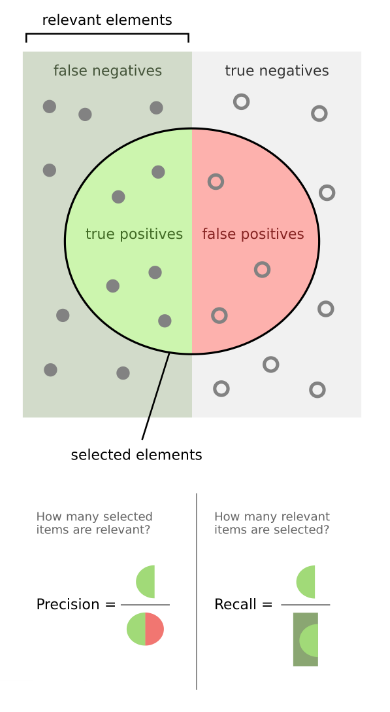 relevant elements
false negatives
true negatives
true positives
false positives
selected elements
How many selected
items are relevant?
How many relevant
items are selected?
Precision =
Recall =